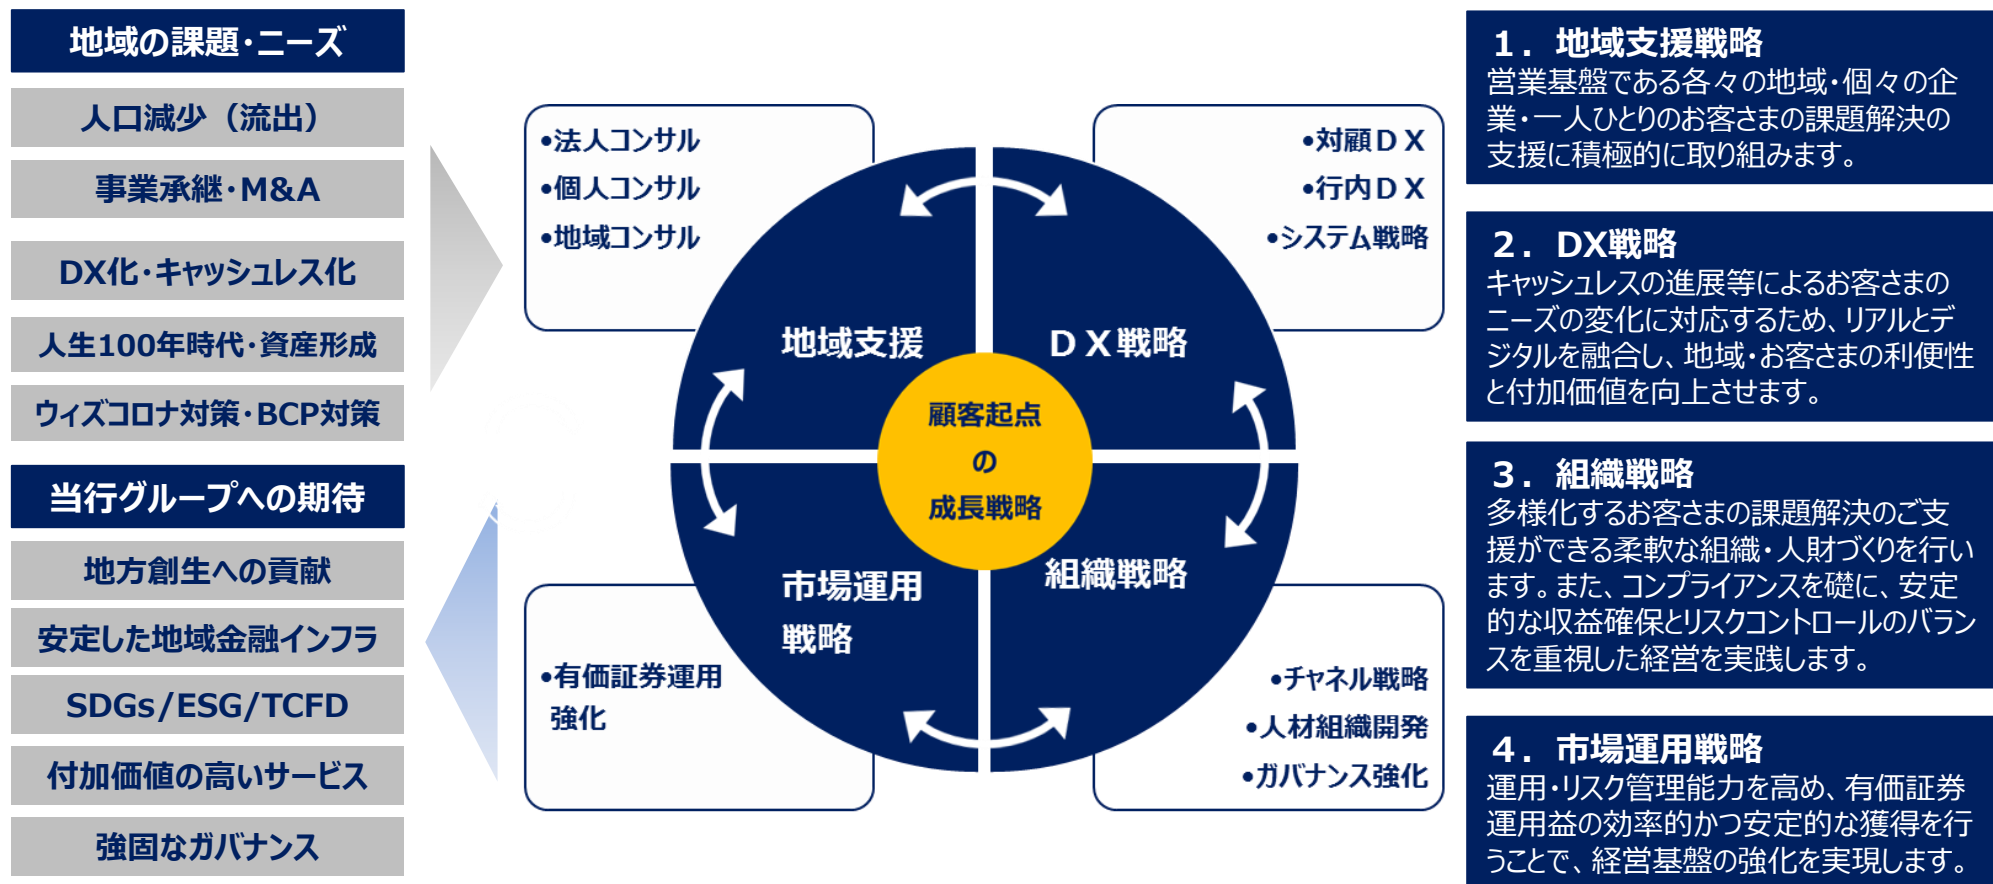 地域の課題・ニーズ
人口減少（流出）
事業承継・M&A
DX化・キャッシュレス化
人生100年時代・資産形成
ウィズコロナ対策・BCP対策
当行グループへの期待
地方創生への貢献
安定した地域金融インフラ
SDGs/ESG/TCFD
付加価値の高いサービス
強固なガバナンス
•法人コンサル
•個人コンサル
•地域コンサル
•対顧ＤＸ
•行内ＤＸ
•システム戦略
地域支援
ＤＸ戦略
顧客起点
の
成長戦略
市場運用
戦略
組織戦略
•有価証券運用
強化
•チャネル戦略
•人材組織開発
•ガバナンス強化
１．地域支援戦略
営業基盤である各々の地域・個々の企
業・一人ひとりのお客さまの課題解決の
支援に積極的に取り組みます。
２．DX戦略
キャッシュレスの進展等によるお客さまの
ニーズの変化に対応するため、リアルとデ
ジタルを融合し、地域・お客さまの利便性
と付加価値を向上させます。
３．組織戦略
多様化するお客さまの課題解決のご支
援ができる柔軟な組織・人財づくりを行い
ます。また、コンプライアンスを礎に、安定
的な収益確保とリスクコントロールのバラン
スを重視した経営を実践します。
４．市場運用戦略
運用・リスク管理能力を高め、有価証券
運用益の効率的かつ安定的な獲得を行
うことで、経営基盤の強化を実現します。